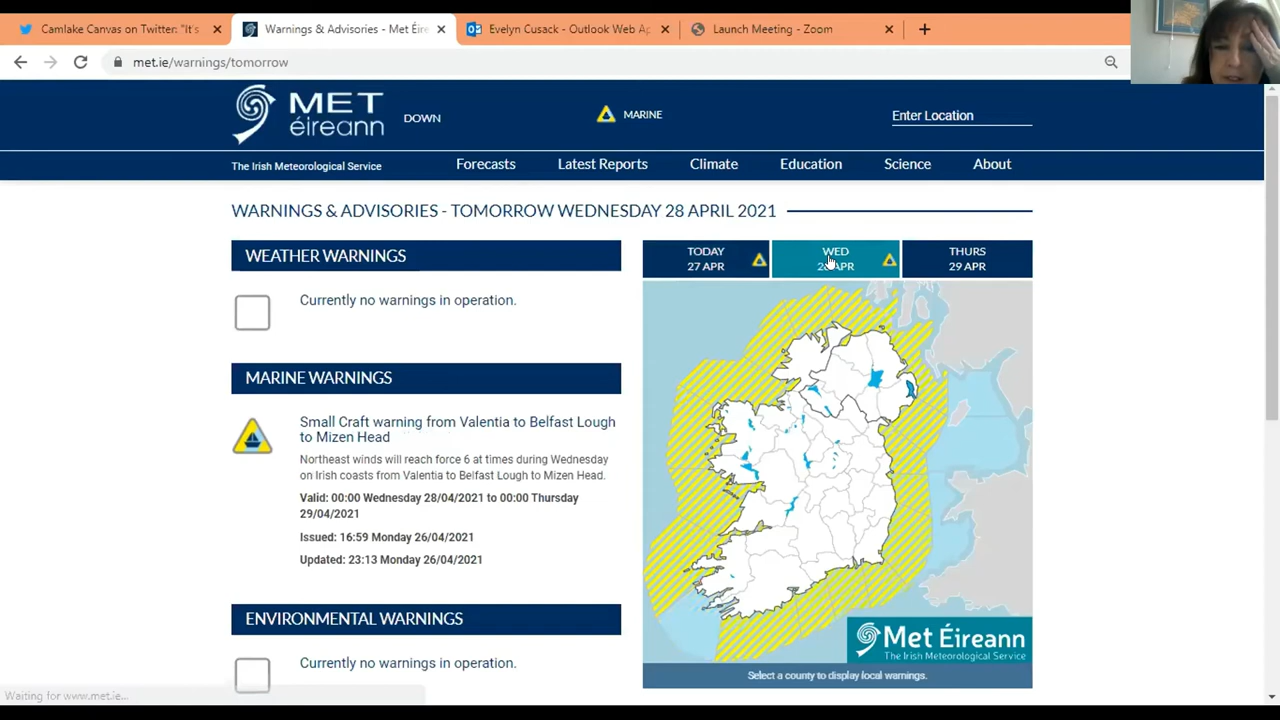 Camlake Canvas on Twitter: "It's
Warnings & Advisories - Met Éire
Evelyn Cusack - Outlook Web Ap
Launch Meeting - Zoom
met.ie/warnings/tomorrow
MET
éireann
The Irish Meteorological Service
DOWN
MARINE
Enter Location
Forecasts
Latest Reports
Climate
Education
Science
About
WARNINGS & ADVISORIES - TOMORROW WEDNESDAY 28 APRIL 2021
WEATHER WARNINGS
Currently no warnings in operation.
MARINE WARNINGS
Small Craft warning from Valentia to Belfast Lough
to Mizen Head
Northeast winds will reach force 6 at times during Wednesday
on Irish coasts from Valentia to Belfast Lough to Mizen Head.
Valid: 00:00 Wednesday 28/04/2021 to 00:00 Thursday
29/04/2021
Issued: 16:59 Monday 26/04/2021
Updated: 23:13 Monday 26/04/2021
ENVIRONMENTAL WARNINGS
Currently no warnings in operation.
TODAY
27 APR
WED
28 APR
THURS
29 APR
Met Éireann
The Irish Meteorological Service
Select a county to display local warnings.
Waiting for www.met.ie...